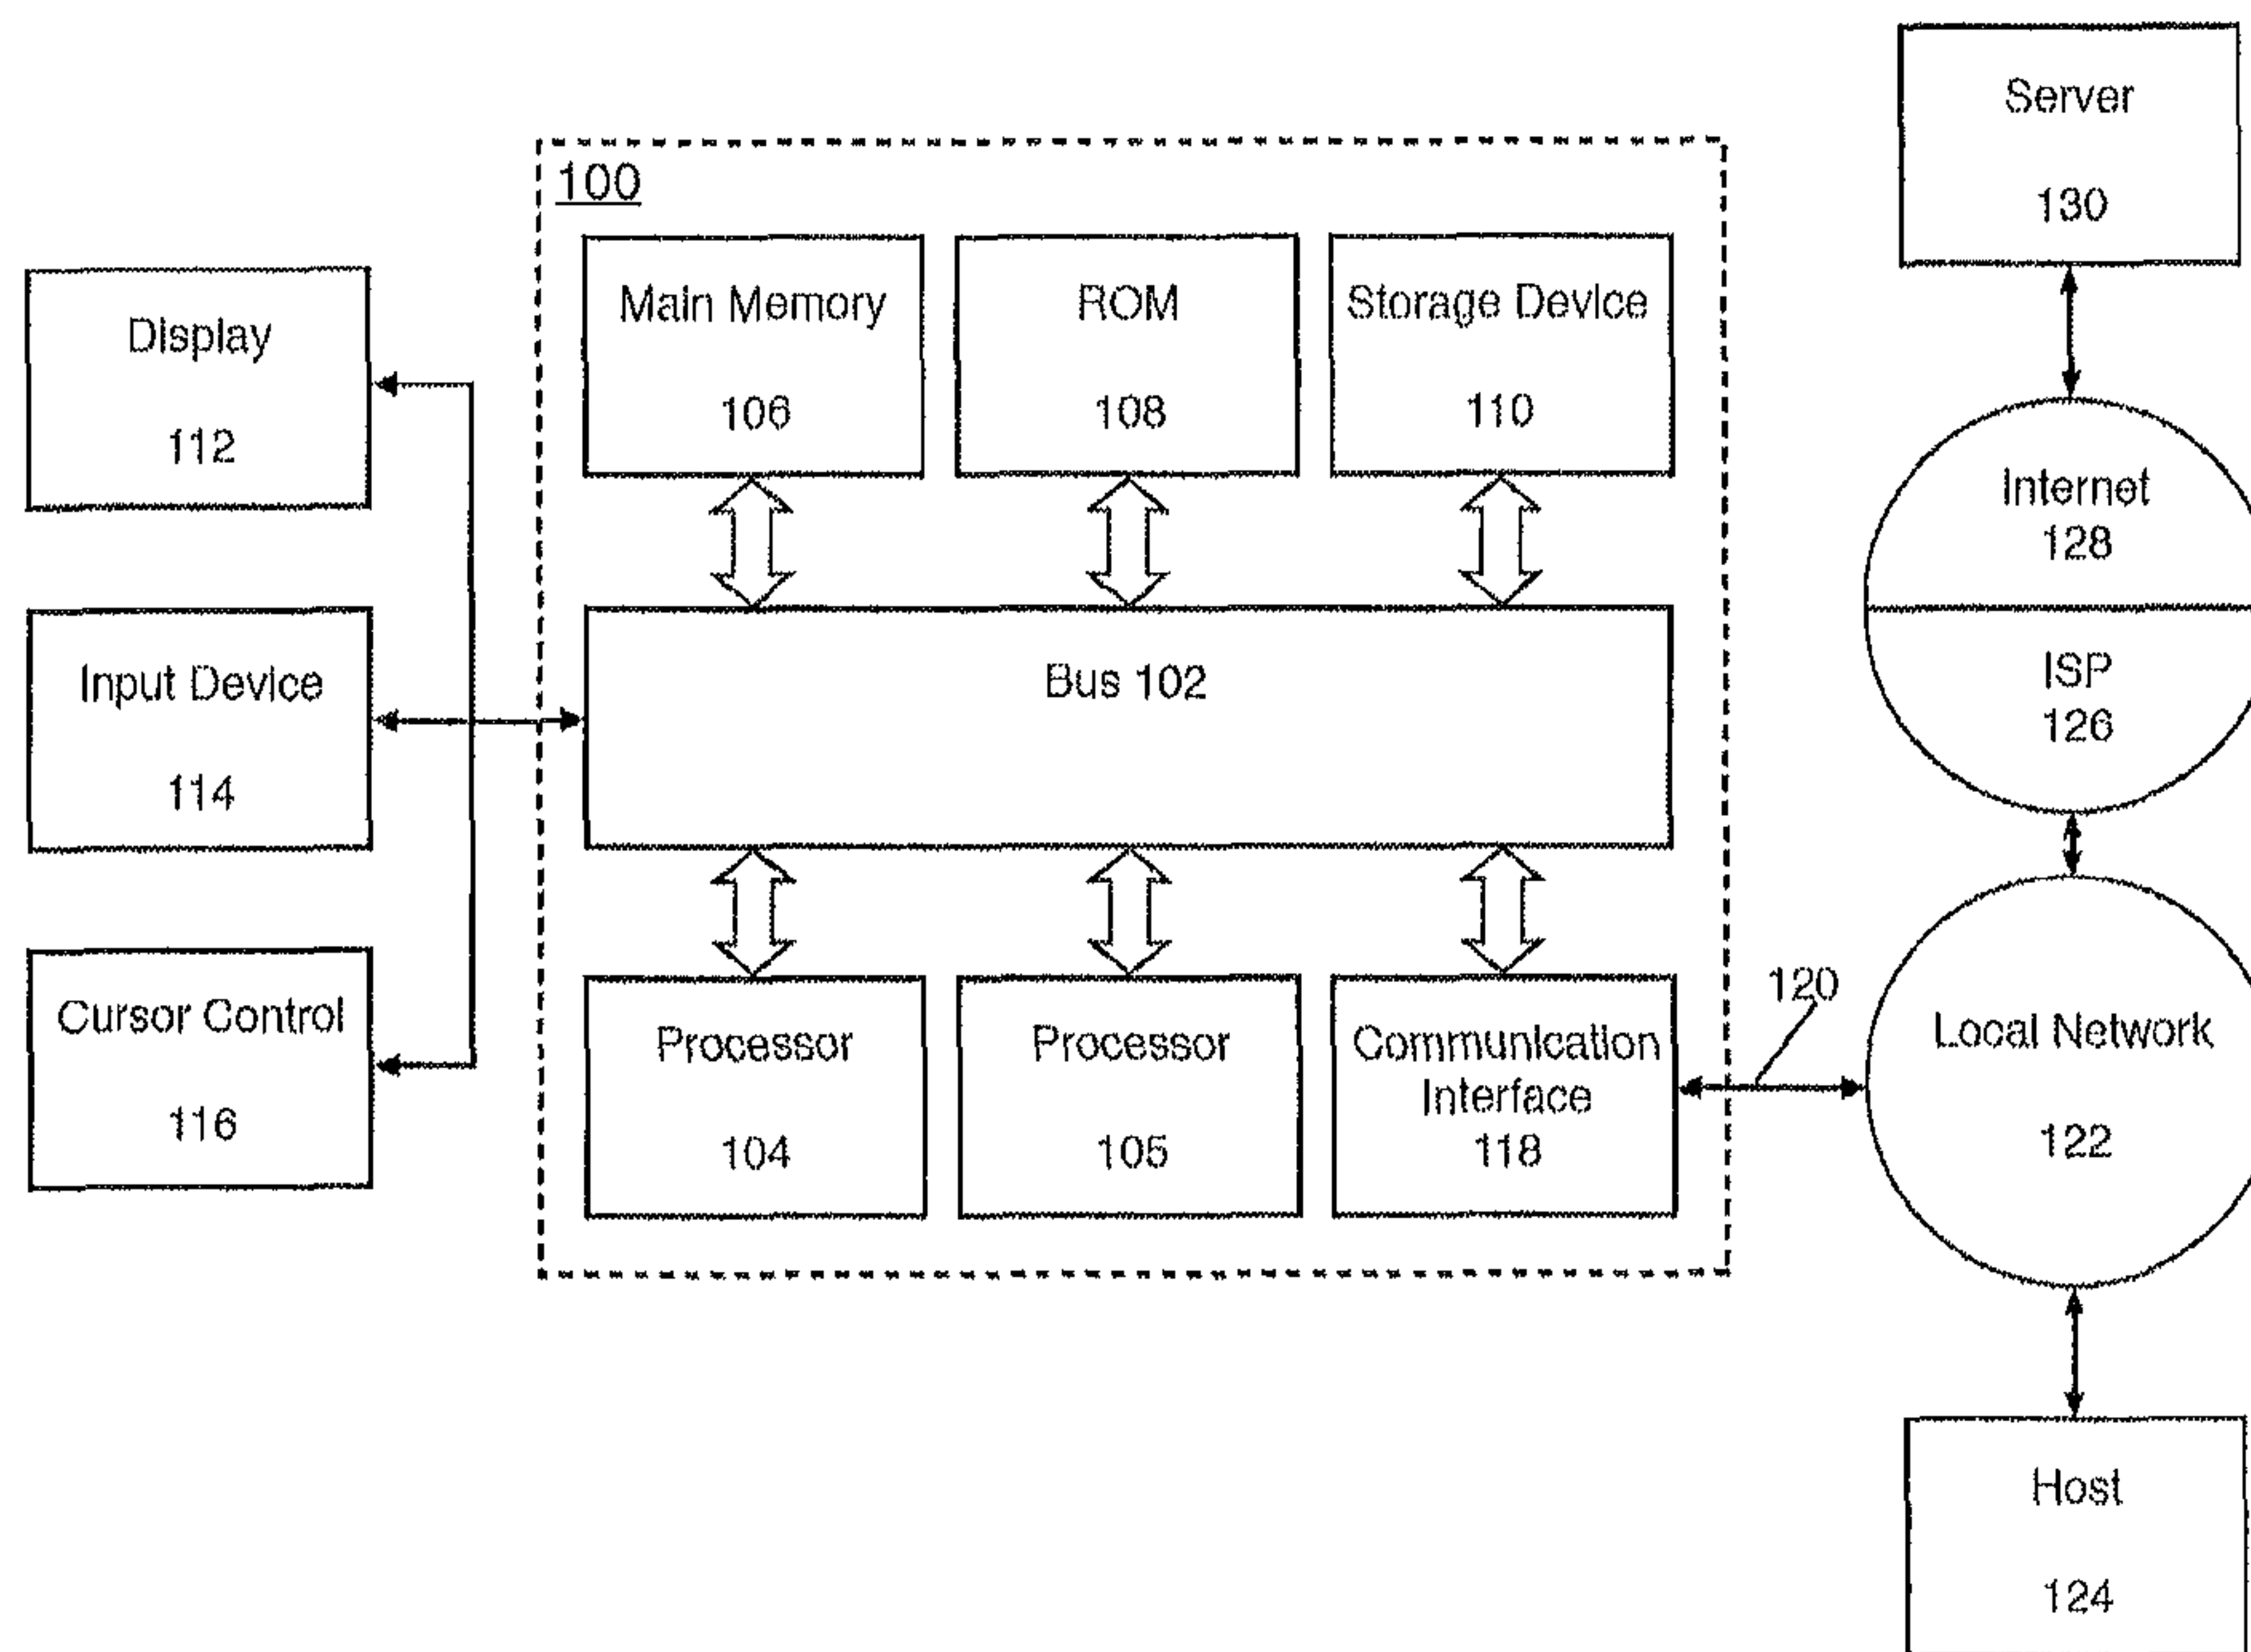 Server
130
100
Main Memory
106
ROM
108
Storage Device
110
Display
112
Internet
128
ISP
126
Bus 102
Input Device
114
Cursor Control
116
Processor
104
Processor
105
Communication
Interface
118
120
Local Network
122
Host
124